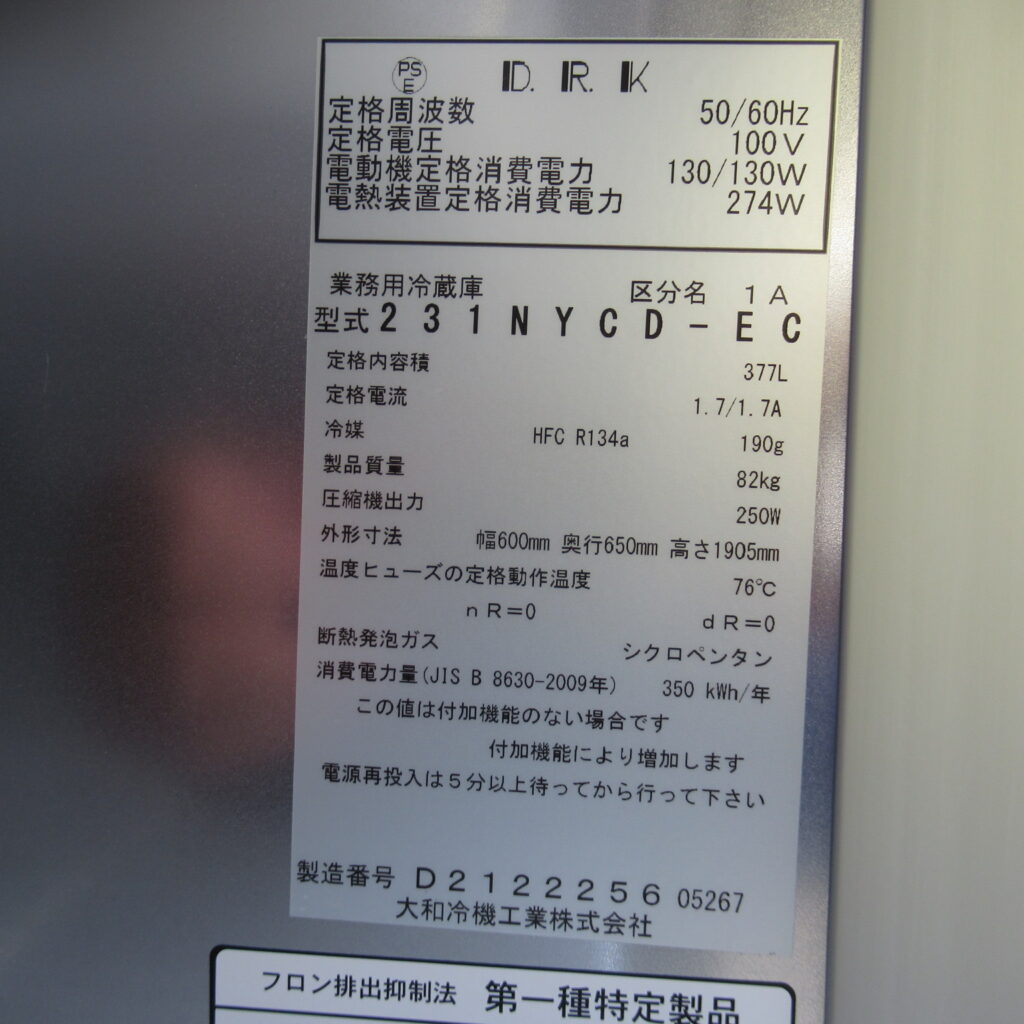 PS E D.R.K
定格周波数 50/60Hz
定格電圧 100V
電動機定格消費電力 130/130W
電熱装置定格消費電力 274W
業務用冷蔵庫 区分名 1A
型式 231NYCD-EC
定格内容積 377L
定格電流 1.7/1.7A
冷媒 HFC R134a 190g
製品質量 82kg
圧縮機出力 250W
外形寸法 幅600mm 奥行650mm 高さ1905mm
温度ヒューズの定格動作温度 76℃
nR=0 dR=0
断熱発泡ガス シクロペンタン
消費電力量(JIS B 8630-2009年) 350 kWh/年
この値は付加機能のない場合です
付加機能により増加します
電源再投入は5分以上待ってから行って下さい
製造番号 D2122256 05267
大和冷機工業株式会社
フロン排出抑制法 第一種特定製品